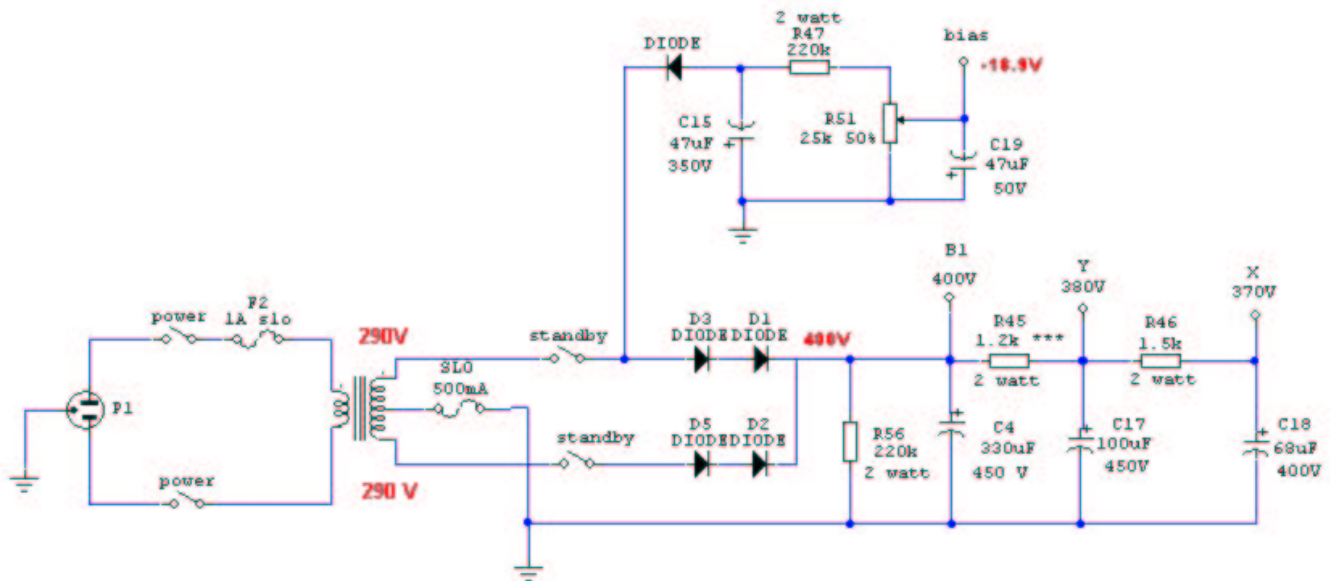 2 watt
R47
220k
DIODE
bias
-18.9V
C15
47uF
350V
R51
25k 50%
C19
47uF
50V
B1
400V
Y
380V
X
370V
F2
1A slo
power
290V
standby
D3
DIODE
D1
DIODE
400V
R45
1.2k ***
2 watt
R46
1.5k
2 watt
SLO
500mA
P1
standby
D5
DIODE
D2
DIODE
R56
220k
2 watt
C4
330uF
450 V
C17
100uF
450V
C18
68uF
400V
power
290 V